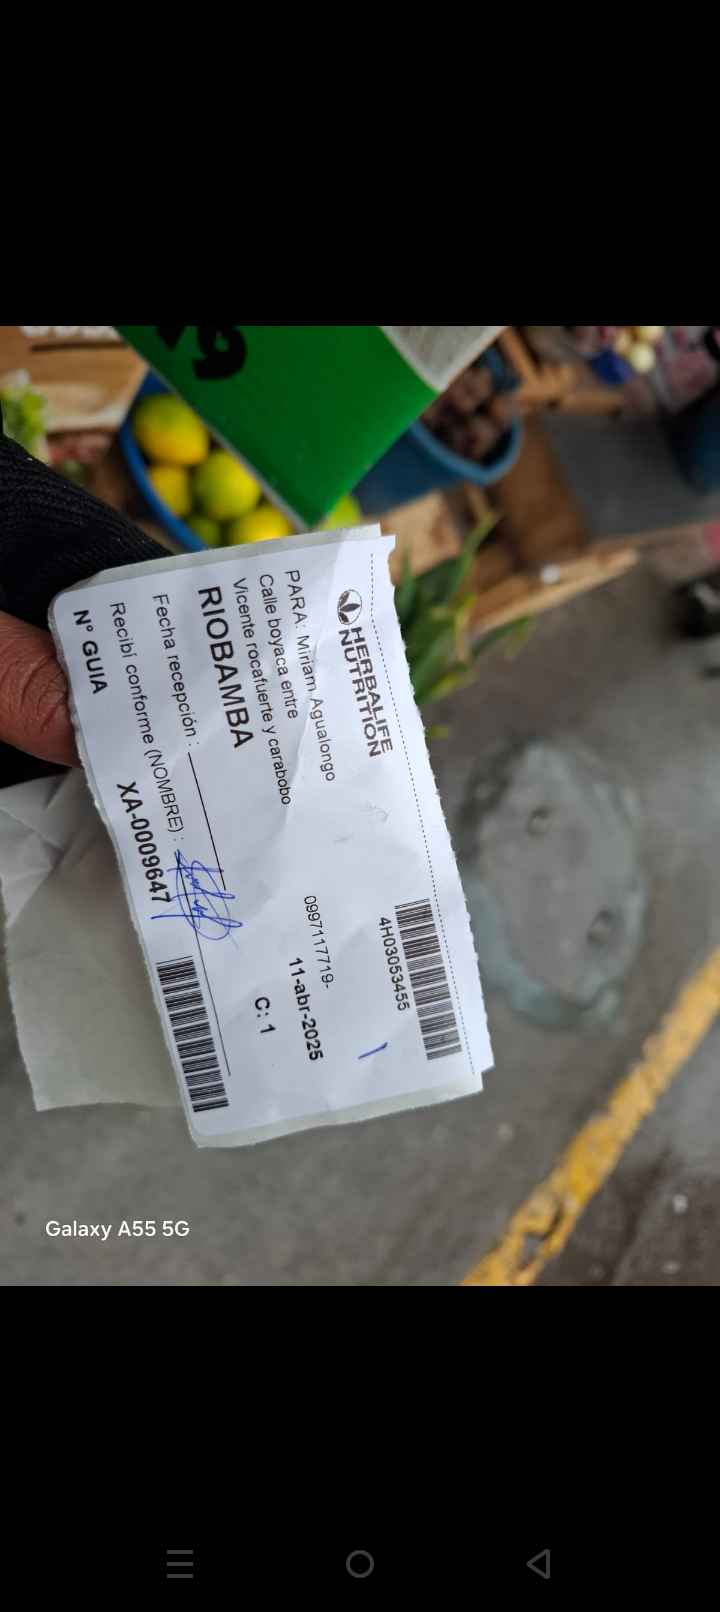 HERBALIFE
NUTRITION
4H03053455
PARA: Miriam Agualongo
0997117719-
Calle boyaca entre
11-abr-2025
Vicente rocafuerte y carabobo
RIOBAMBA
C: 1
Fecha recepción :
Recibí conforme (NOMBRE) :
N° GUIA
XA-0009647
Galaxy A55 5G